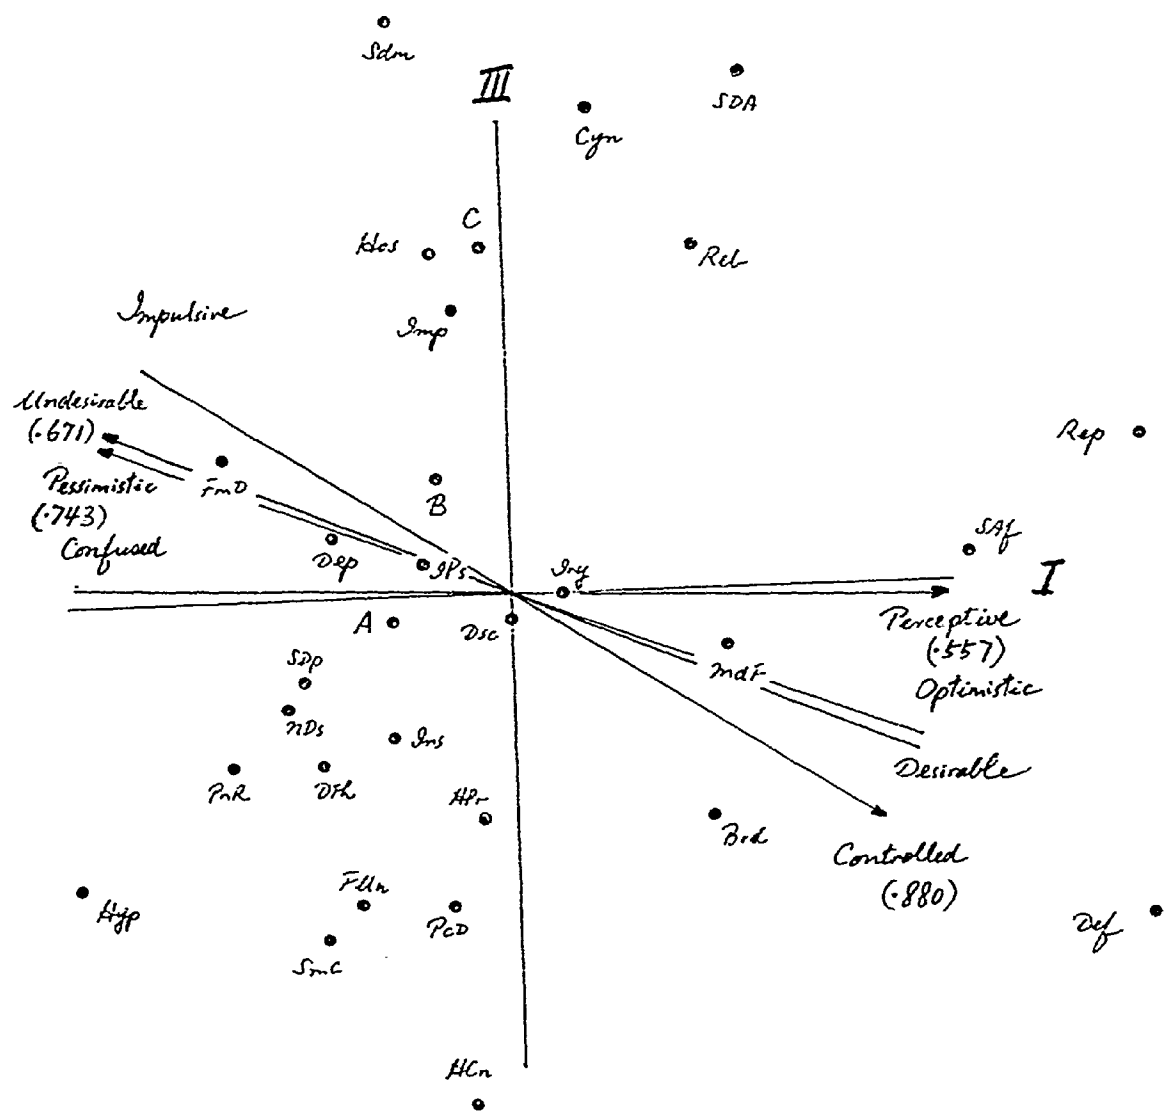 Sdm
III
SDA
Cyn
C
Hos
Reb
Impulsive
Imp
Undesirable
(.671)
Rep
Pessimistic
(.743)
FmD
B
SAf
Confused
Dep
IPs
Iry
I
Perceptive
(.557)
A
Dsc
SDp
MdF
Optimistic
NDs
Ins
Desirable
PnR
DTh
HPr
Brd
Controlled
(.880)
FUn
Hyp
PcD
Def
SmC
HCn